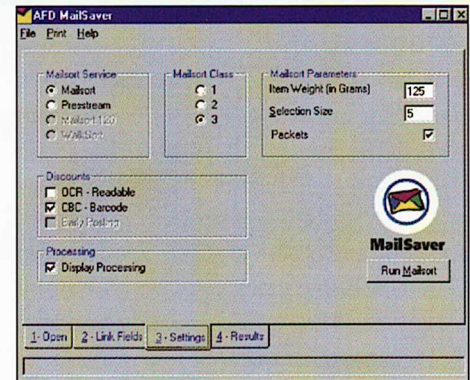 AFD MailSaver
File Print Help
Mailsort Service
Mailsort
Presstream
Mailsort 120
WalkSort
Mailsort Class
1
2
3
Mailsort Parameters
Item Weight (in Grams) 125
Selection Size 5
Packets
Discounts
OCR - Readable
CBC - Barcode
Early Posting
Processing
Display Processing
MailSaver
Run Mailsort
1 - Open 2 - Link Fields 3 - Settings 4 - Results